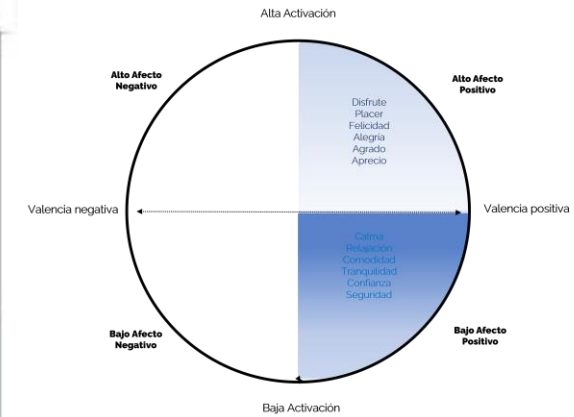 Alta Activación
Alto Afecto
Negativo
Alto Afecto
Positivo
Disfrute
Placer
Felicidad
Alegría
Agrado
Aprecio
Valencia negativa
Valencia positiva
Calma
Relajación
Comodidad
Tranquilidad
Confianza
Seguridad
Bajo Afecto
Negativo
Bajo Afecto
Positivo
Baja Activación